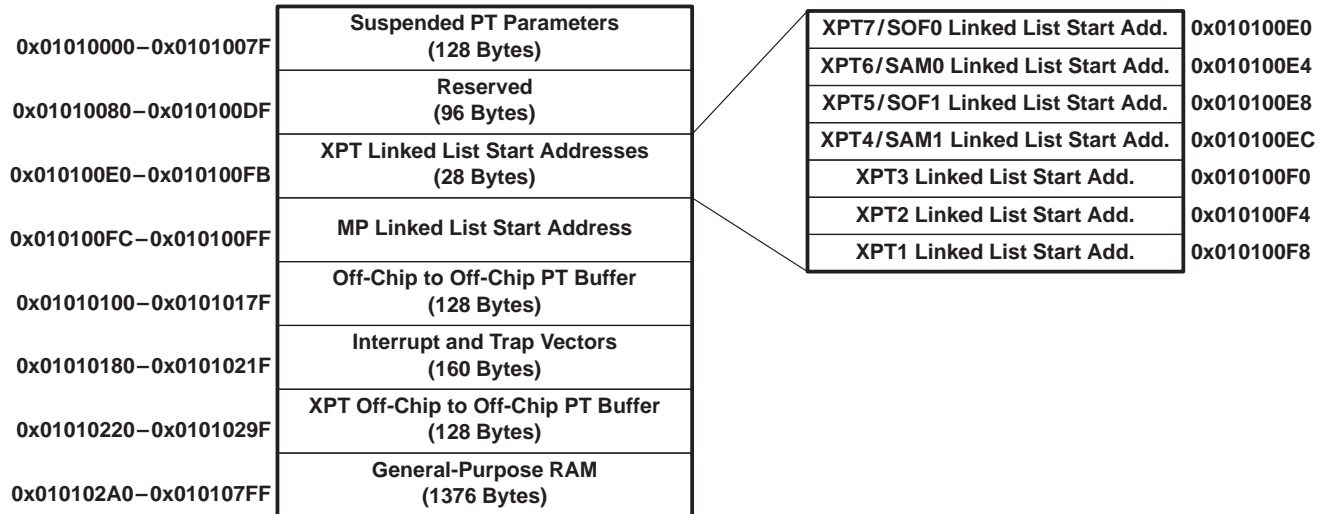 Suspended PT Parameters
0x01010000–0x0101007F
(128 Bytes)
Reserved
0x01010080–0x010100DF
(96 Bytes)
XPT Linked List Start Addresses
0x010100E0–0x010100FB
(28 Bytes)
MP Linked List Start Address
0x010100FC–0x010100FF
Off-Chip to Off-Chip PT Buffer
0x01010100–0x0101017F
(128 Bytes)
Interrupt and Trap Vectors
0x01010180–0x0101021F
(160 Bytes)
XPT Off-Chip to Off-Chip PT Buffer
0x01010220–0x0101029F
(128 Bytes)
General-Purpose RAM
0x010102A0–0x010107FF
(1376 Bytes)
XPT7/SOF0 Linked List Start Add. 0x010100E0
XPT6/SAM0 Linked List Start Add. 0x010100E4
XPT5/SOF1 Linked List Start Add. 0x010100E8
XPT4/SAM1 Linked List Start Add. 0x010100EC
XPT3 Linked List Start Add. 0x010100F0
XPT2 Linked List Start Add. 0x010100F4
XPT1 Linked List Start Add. 0x010100F8